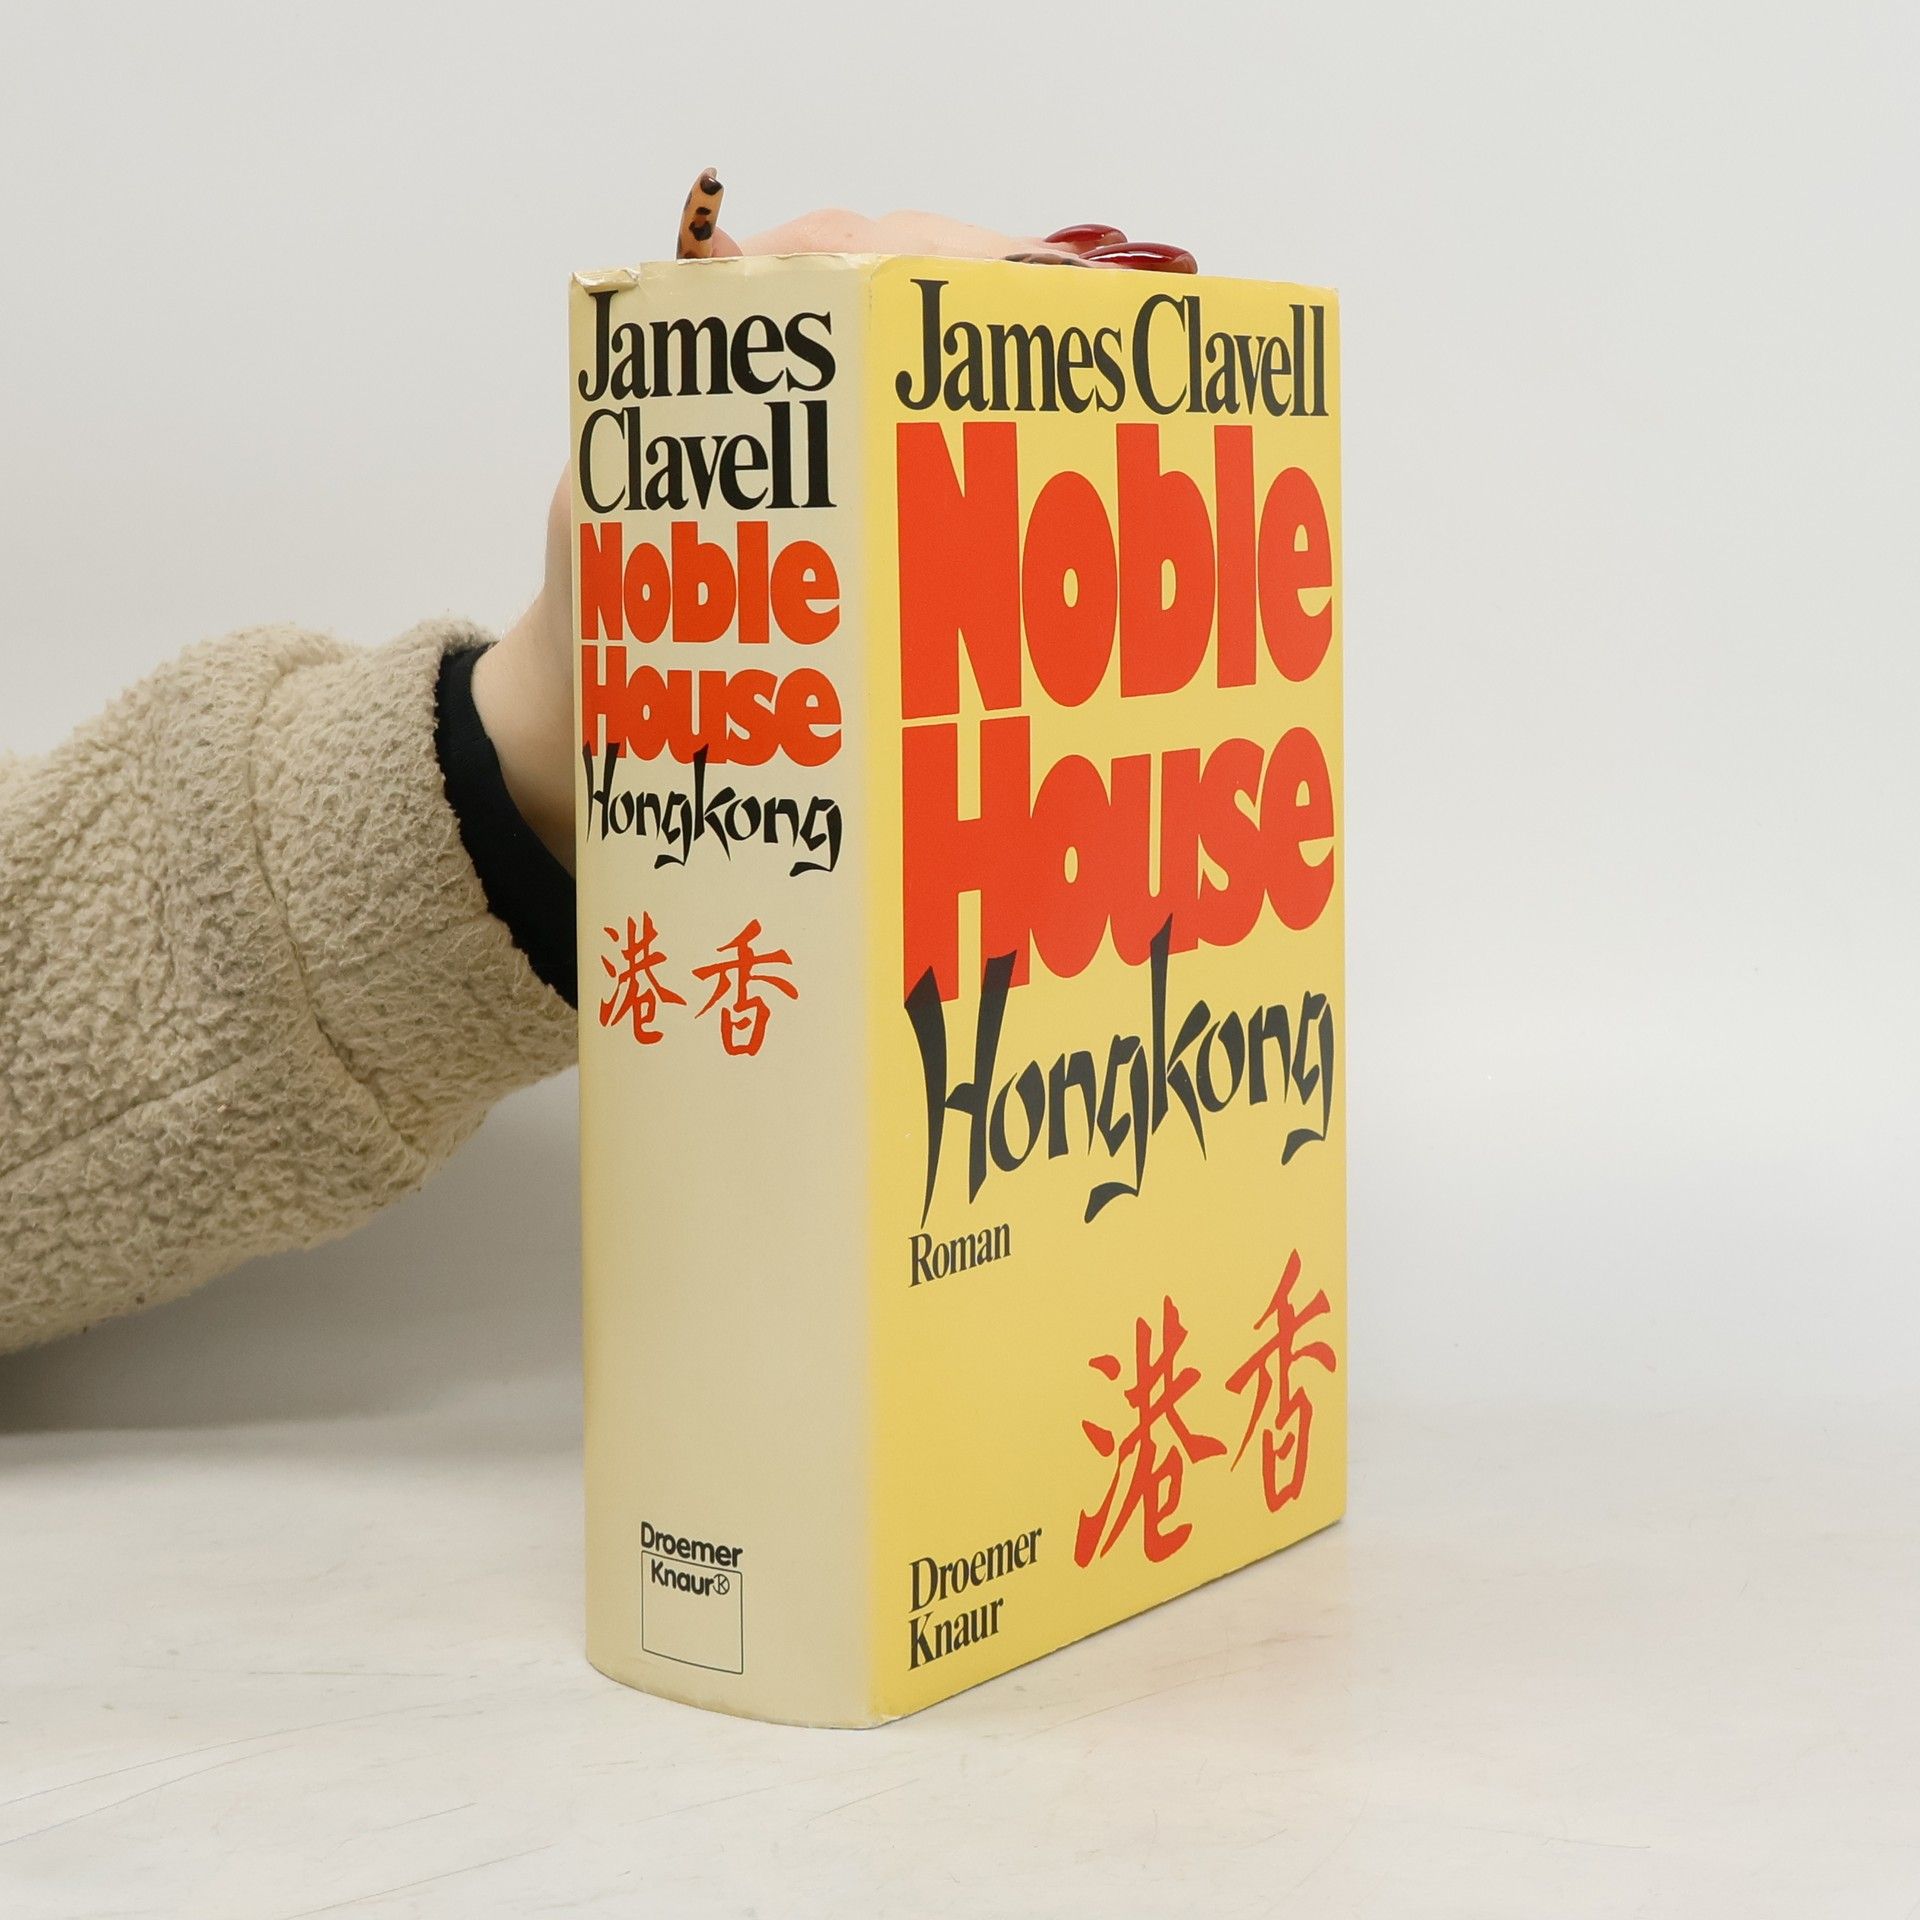 James
Clavell
Noble
House
Hongkong
港香
Droemer
Knaur
James Clavell
Noble
House
Hongkong
Roman
港香
Droemer
Knaur